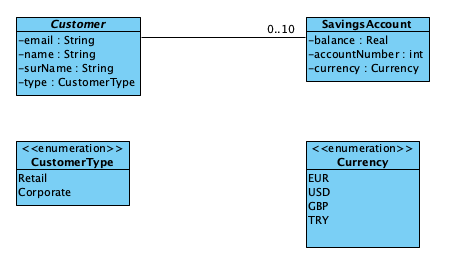 Customer
-email : String
-name : String
-surName : String
-type : CustomerType
0..10
SavingsAccount
-balance : Real
-accountNumber : int
-currency : Currency
<<enumeration>>
CustomerType
Retail
Corporate
<<enumeration>>
Currency
EUR
USD
GBP
TRY